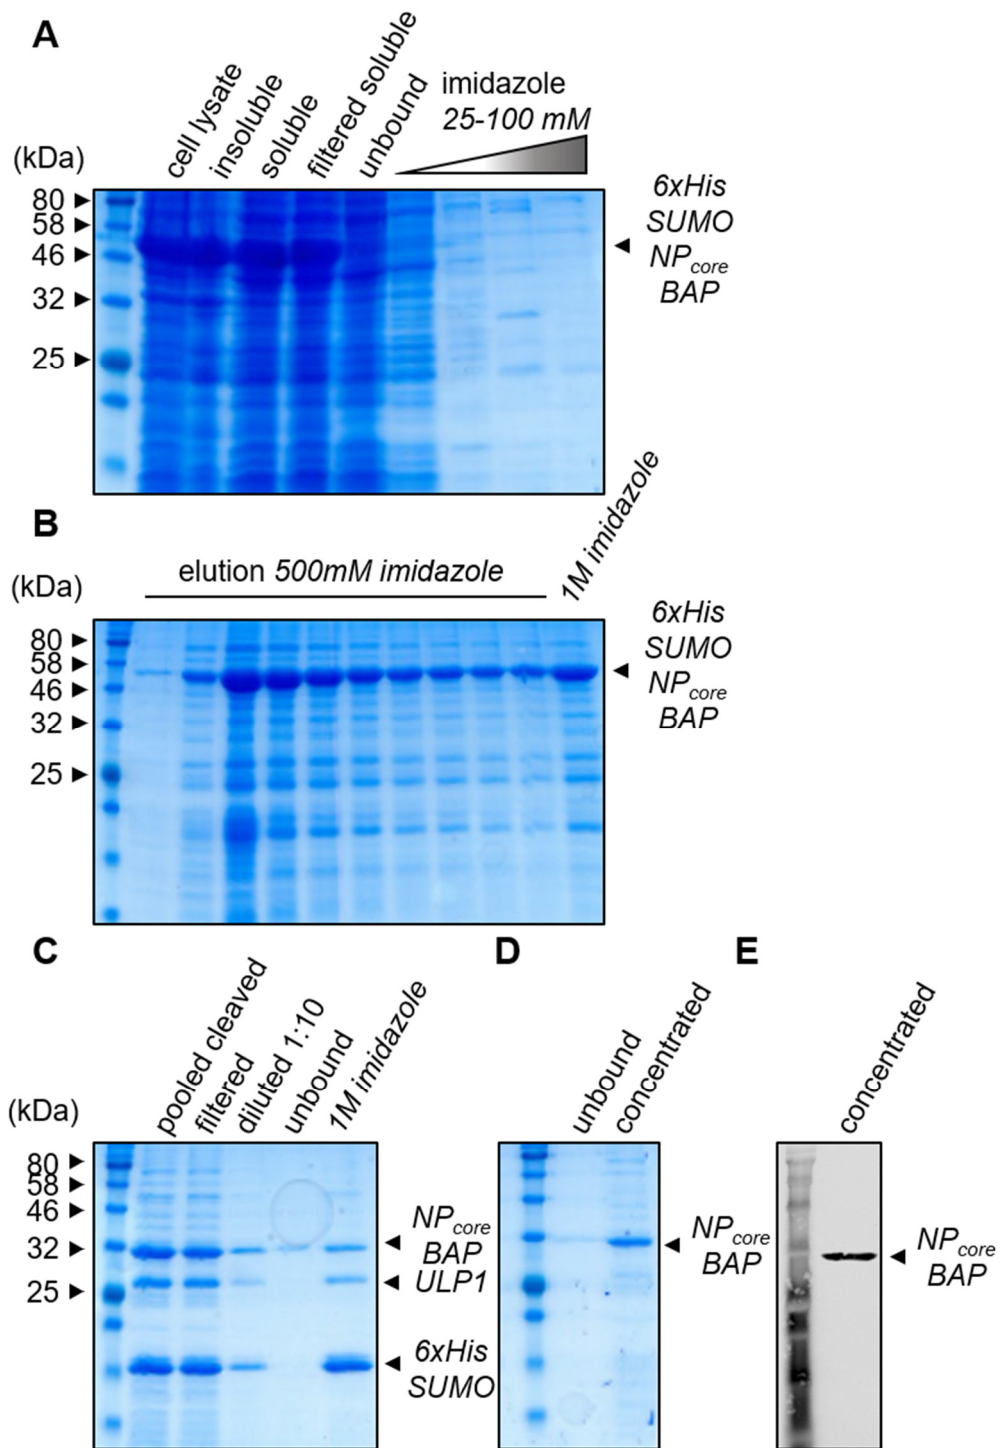 A
cell lysate
insoluble
soluble
filtered soluble
unbound
imidazole
25-100 mM
(kDa)
80
58
46
32
25
6xHis
SUMO
NPcore
BAP
B
(kDa)
elution 500mM imidazole
1M imidazole
80
58
46
32
25
6xHis
SUMO
NPcore
BAP
C
(kDa)
pooled cleaved
filtered
diluted 1:10
unbound
1M imidazole
80
58
46
32
25
NPcore
BAP
ULP1
6xHis
SUMO
D
unbound
concentrated
NPcore
BAP
E
concentrated
NPcore
BAP